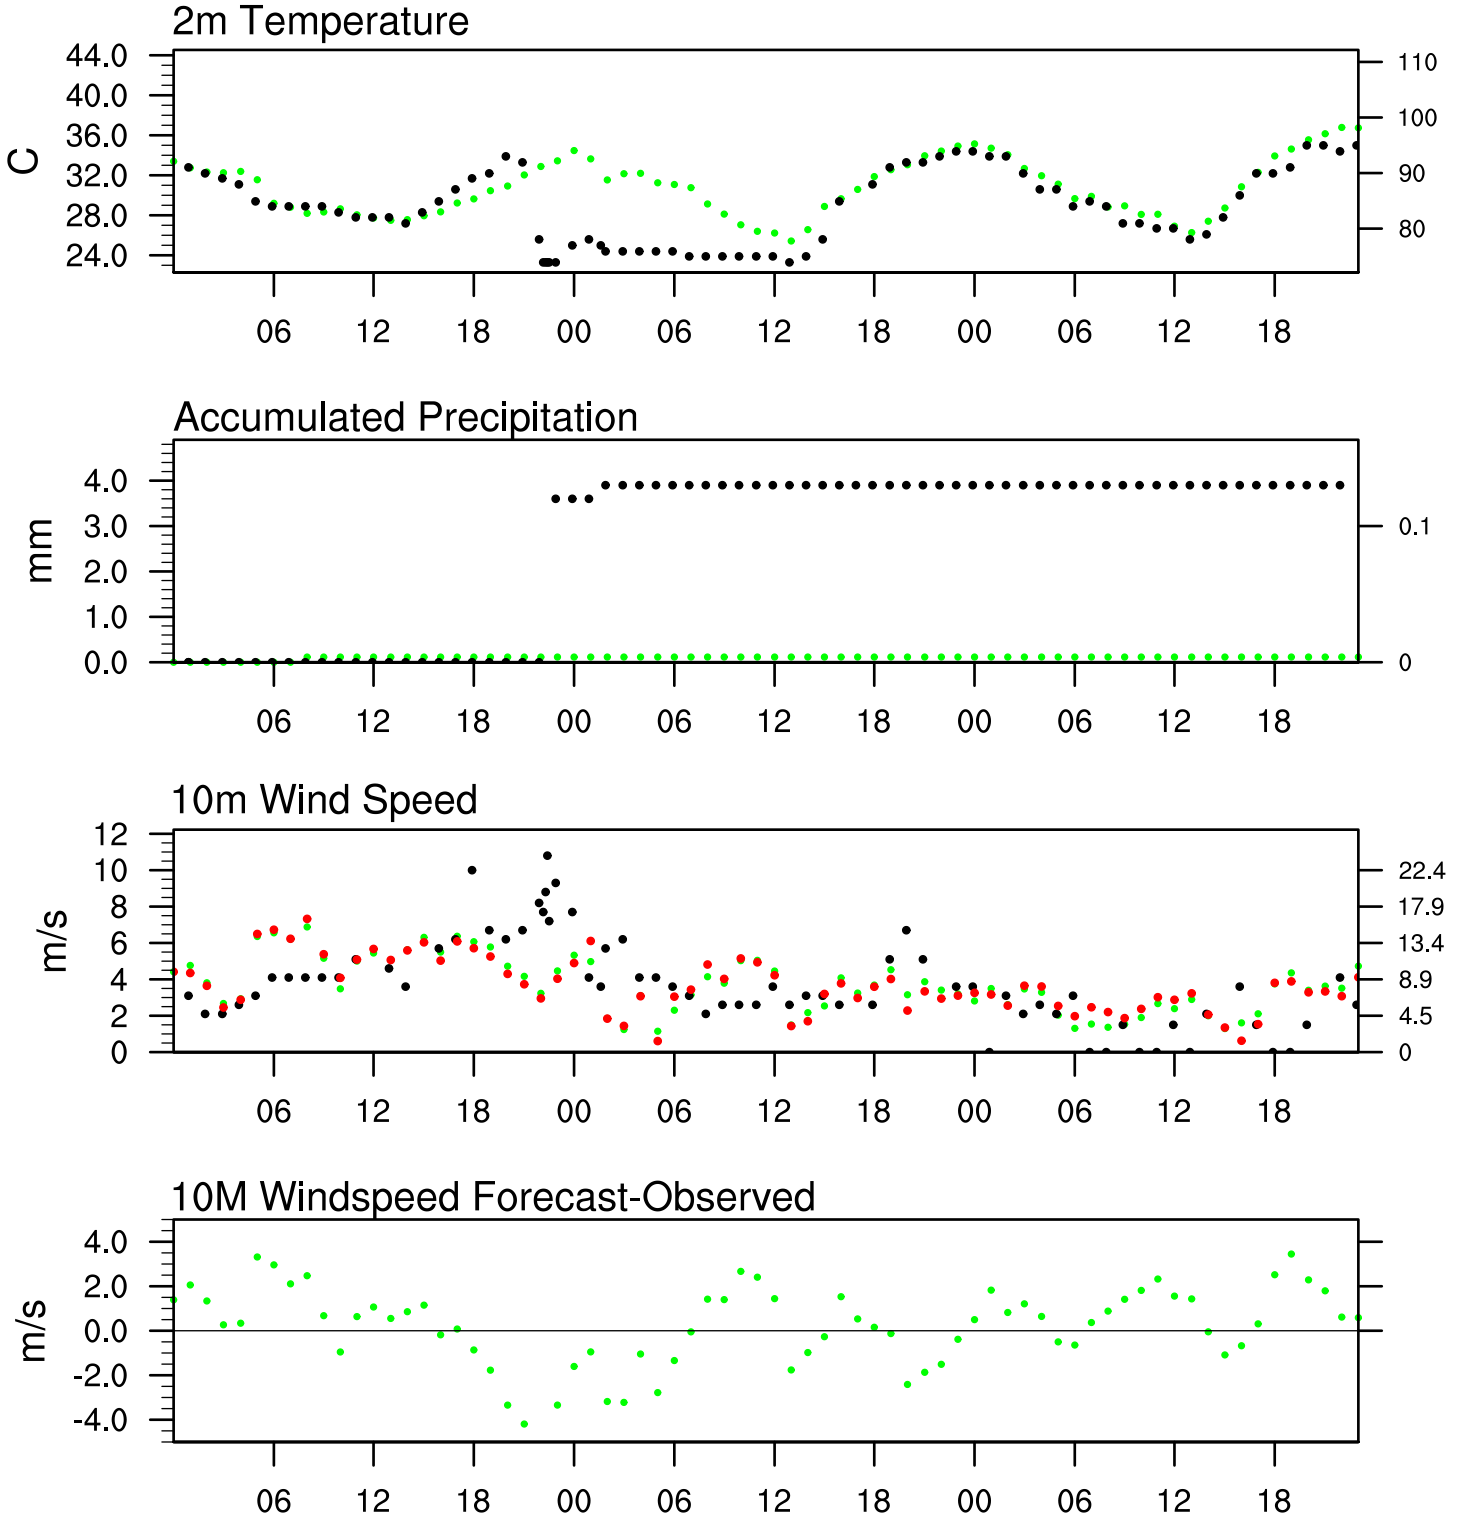 2m Temperature
C
44.0
40.0
36.0
32.0
28.0
24.0
110
100
90
80
06 12 18 00 06 12 18 00 06 12 18
Accumulated Precipitation
mm
4.0
3.0
2.0
1.0
0.0
0.1
0
06 12 18 00 06 12 18 00 06 12 18
10m Wind Speed
m/s
12
10
8
6
4
2
0
22.4
17.9
13.4
8.9
4.5
0
06 12 18 00 06 12 18 00 06 12 18
10M Windspeed Forecast-Observed
m/s
4.0
2.0
0.0
-2.0
-4.0
06 12 18 00 06 12 18 00 06 12 18